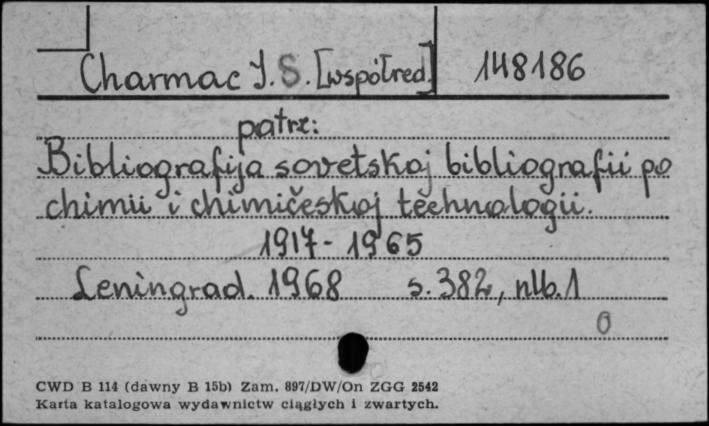 Charmac I. S. [współred.] 148186
patrz:
Bibliografija sovetskoj bibliografii po
chimii i chimičeskoj technologii.
1917 - 1965
Leningrad. 1968 s. 382, nlb. 1
0
CWD B 114 (dawny B 15b) Zam. 897/DW/On ZGG 2542
Karta katalogowa wydawnictw ciągłych i zwartych.